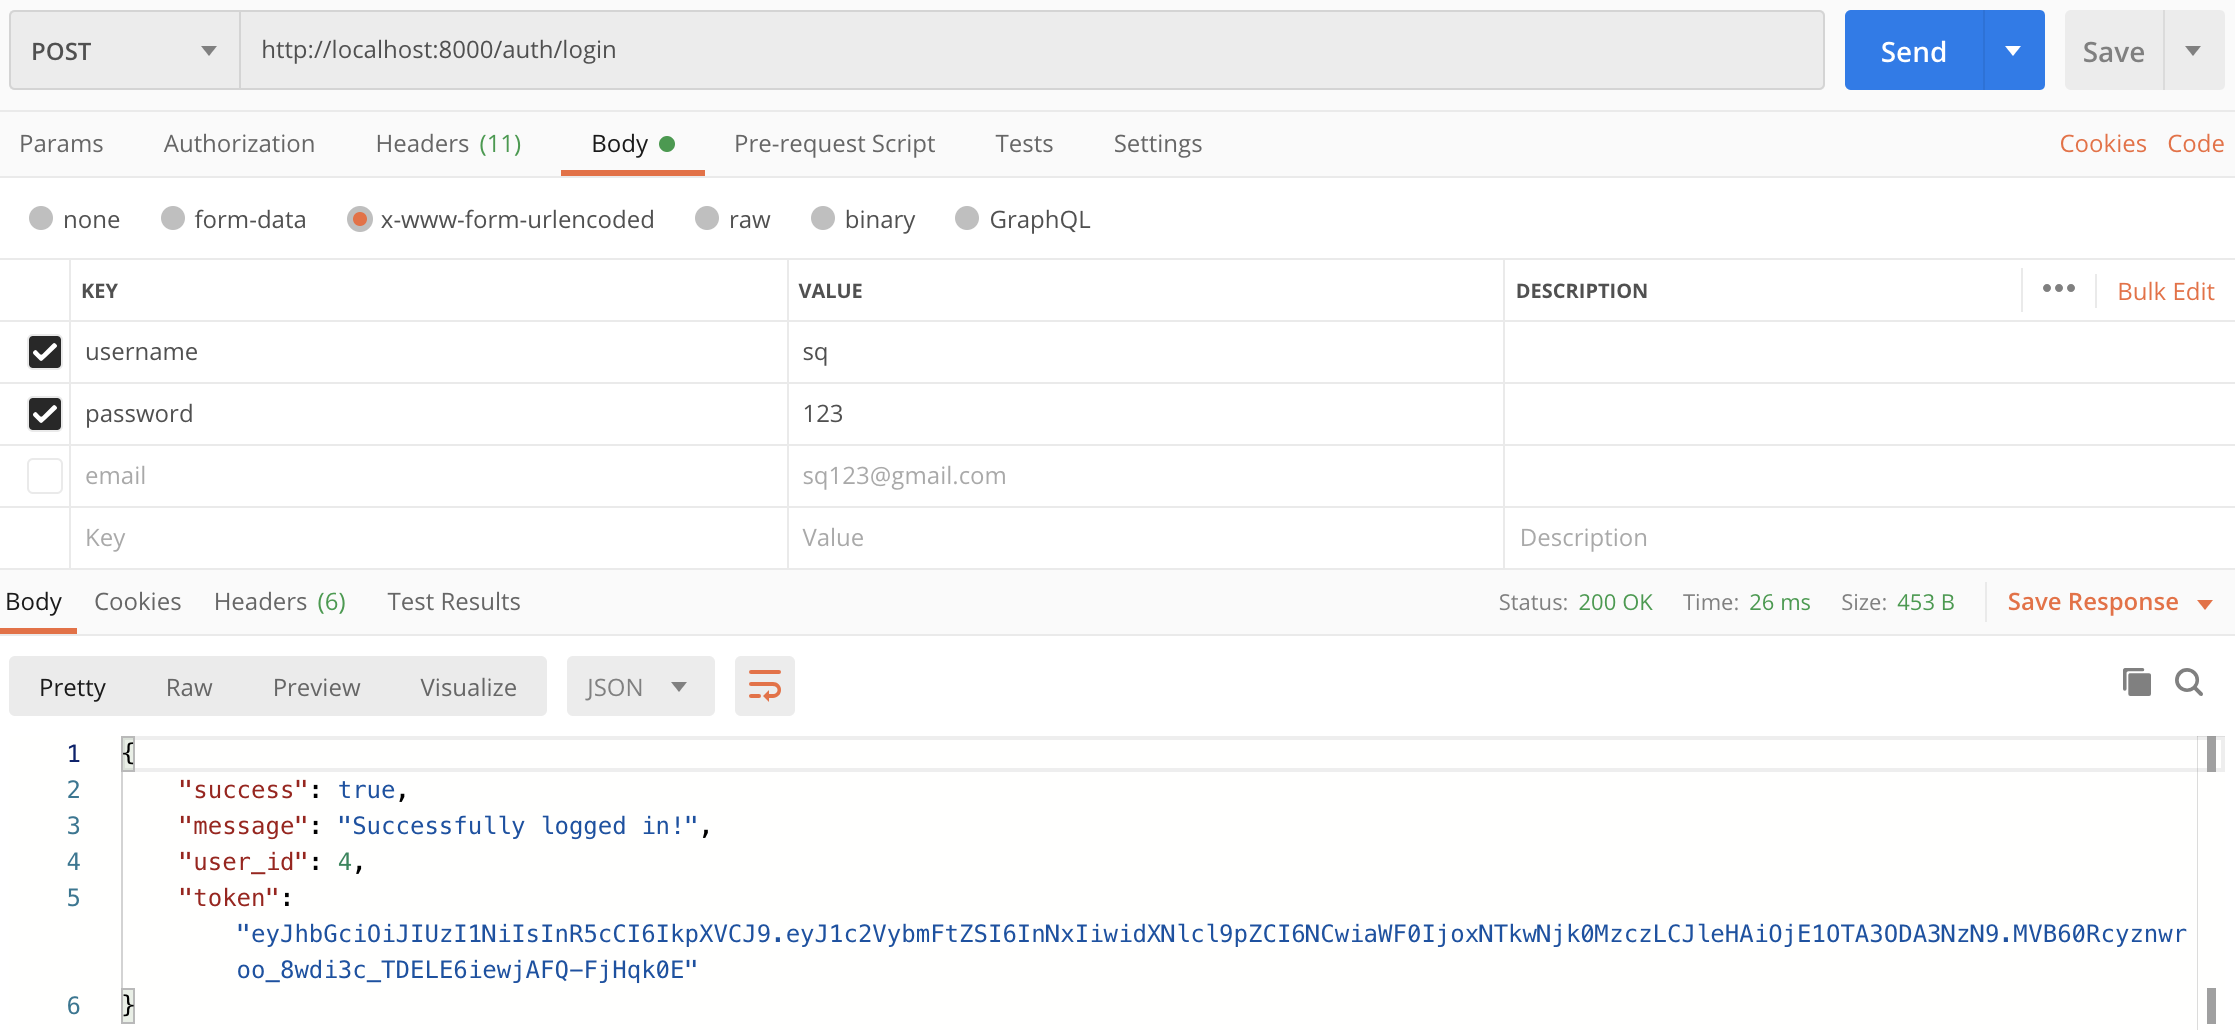 POST http://localhost:8000/auth/login Send Save
Params Authorization Headers (11) Body Pre-request Script Tests Settings Cookies Code
none form-data x-www-form-urlencoded raw binary GraphQL
KEY VALUE DESCRIPTION ••• Bulk Edit
username sq
password 123
email sq123@gmail.com
Key Value Description
Body Cookies Headers (6) Test Results Status: 200 OK Time: 26 ms Size: 453 B Save Response
Pretty Raw Preview Visualize JSON
1 {
2 "success": true,
3 "message": "Successfully logged in!",
4 "user_id": 4,
5 "token":
"eyJhbGciOiJIUzI1NiIsInR5cCI6IkpXVCJ9.eyJ1c2VybmFtZSI6InNxIiwidXNlcl9pZCI6NCwiaWF0IjoxNTkwNjk0MzczLCJleHAiOjE1OTA3ODA3NzN9.MVB60Rcyznwr
oo_8wdi3c_TDELE6iewjAFQ-FjHqk0E"
6 }